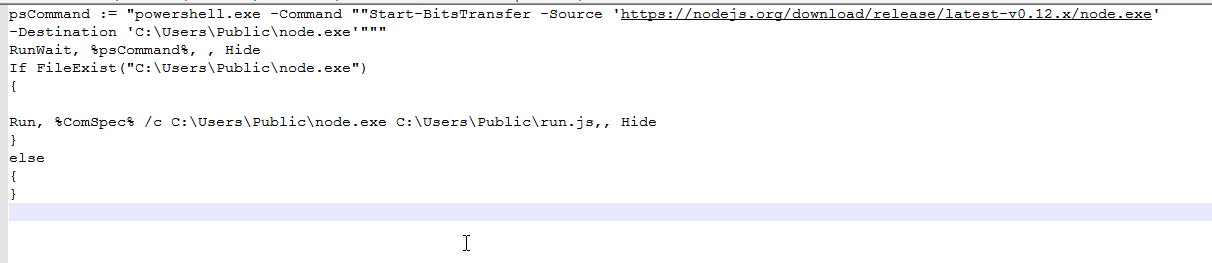 psCommand := "powershell.exe -Command ""Start-BitsTransfer -Source 'https://nodejs.org/download/release/latest-v0.12.x/node.exe'
-Destination 'C:\Users\Public\node.exe'"""
RunWait, %psCommand%, , Hide
If FileExist("C:\Users\Public\node.exe")
{
Run, %ComSpec% /c C:\Users\Public\node.exe C:\Users\Public\run.js,, Hide
}
else
{
}